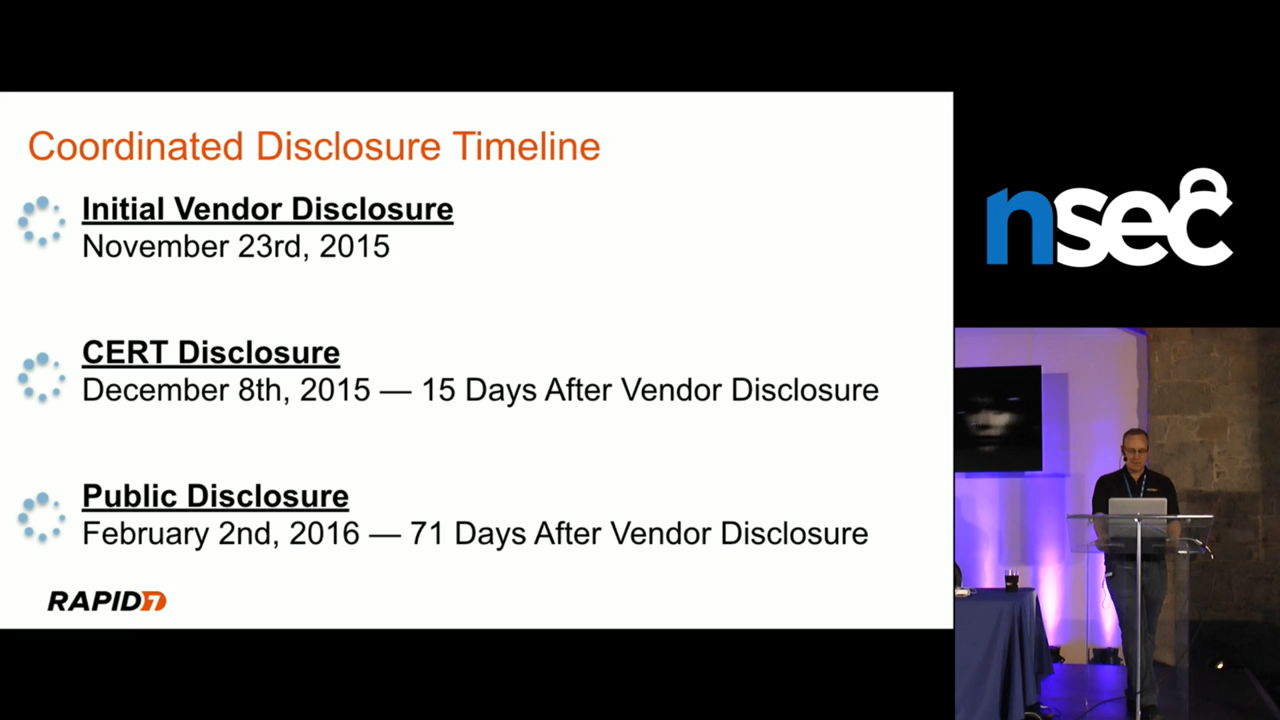 Coordinated Disclosure Timeline
Initial Vendor Disclosure
November 23rd, 2015
CERT Disclosure
December 8th, 2015 — 15 Days After Vendor Disclosure
Public Disclosure
February 2nd, 2016 — 71 Days After Vendor Disclosure
RAPID7
nsec